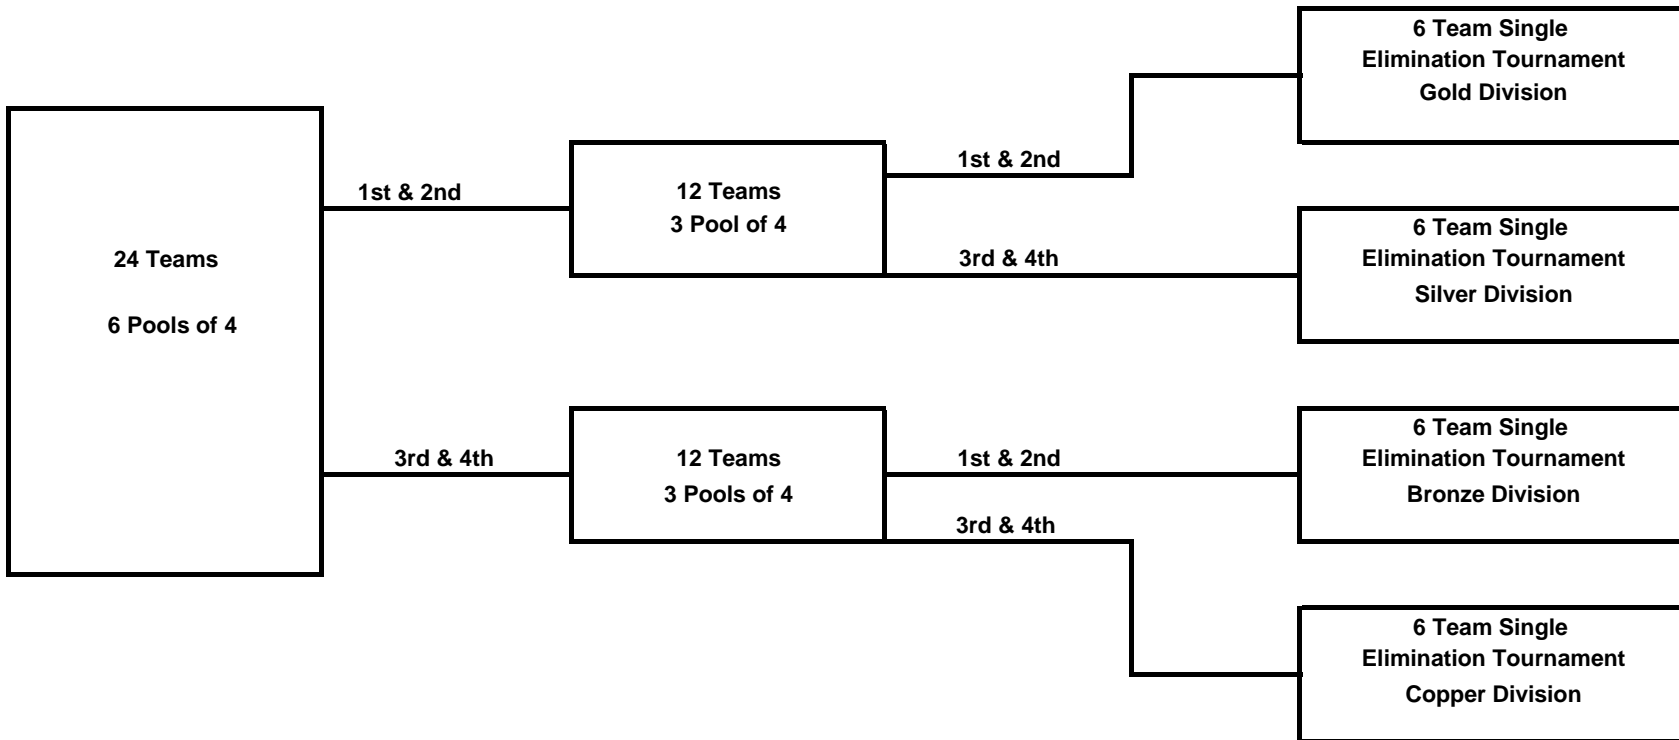 24 Teams
6 Pools of 4
1st & 2nd
3rd & 4th
12 Teams
3 Pool of 4
1st & 2nd
3rd & 4th
12 Teams
3 Pools of 4
1st & 2nd
3rd & 4th
6 Team Single
Elimination Tournament
Gold Division
6 Team Single
Elimination Tournament
Silver Division
6 Team Single
Elimination Tournament
Bronze Division
6 Team Single
Elimination Tournament
Copper Division